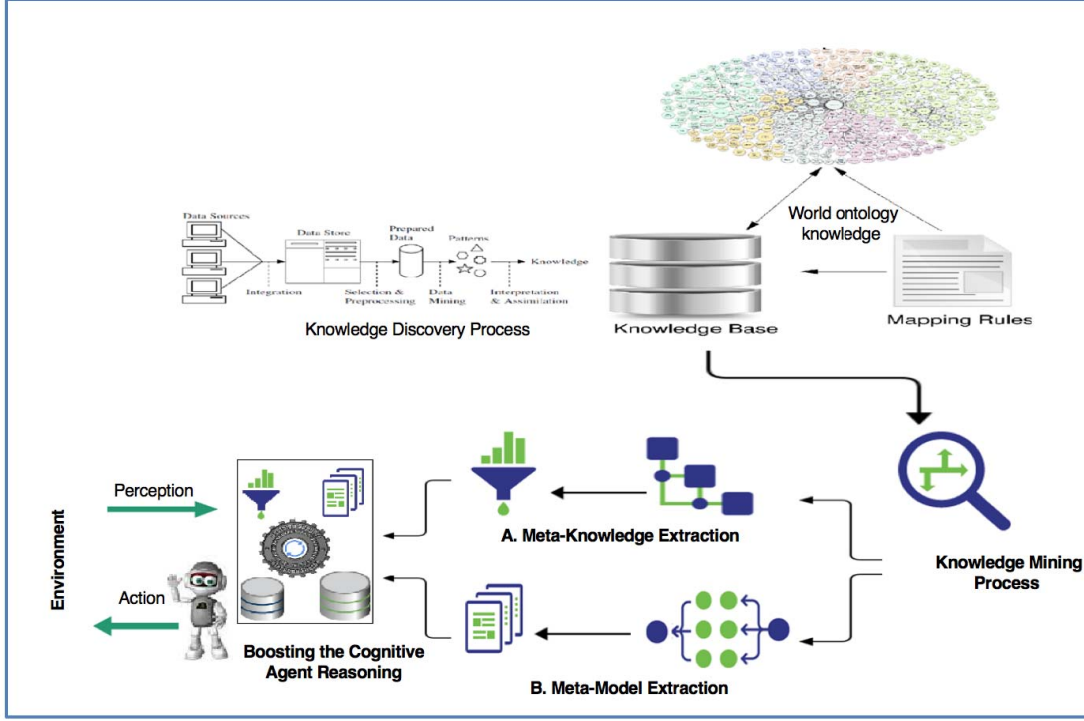 World ontology
knowledge
Data Sources
Data Store
Prepared
Data
Patterns
Knowledge
Integration
Selection &
Preprocessing
Data
Mining
Interpretation
& Assimilation
Knowledge Discovery Process
Knowledge Base
Mapping Rules
Perception
Environment
Action
Boosting the Cognitive
Agent Reasoning
A. Meta-Knowledge Extraction
B. Meta-Model Extraction
Knowledge Mining
Process